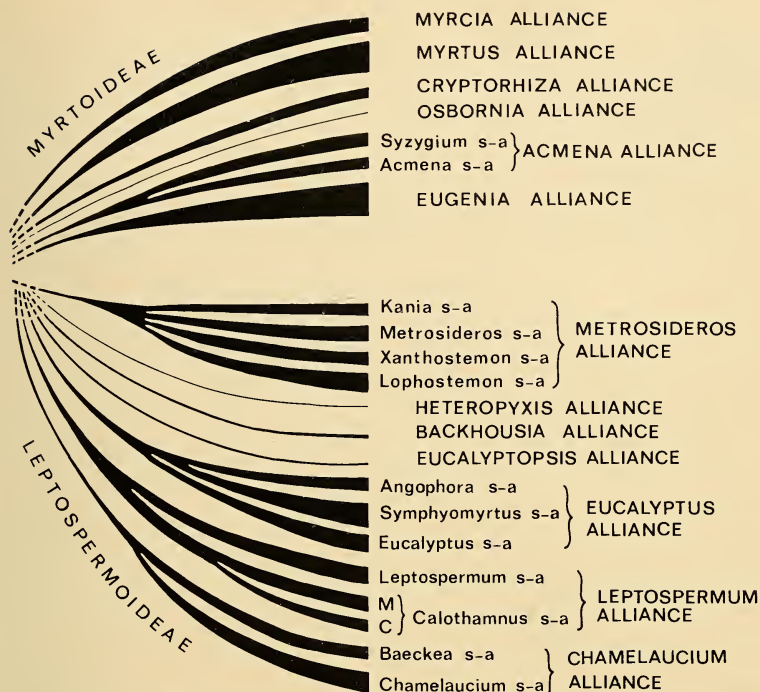 MYRTOIDEAE
MYRCIA ALLIANCE
MYRTUS ALLIANCE
CRYPTORHIZA ALLIANCE
OSBORNIA ALLIANCE
Syzygium s-a
Acmena s-a
ACMENA ALLIANCE
EUGENIA ALLIANCE
LEPTOSPERMOIDEAE
Kania s-a
Metrosideros s-a
Xanthostemon s-a
Lophostemon s-a
METROSIDEROS
ALLIANCE
HETEROPYXIS ALLIANCE
BACKHOUSIA ALLIANCE
EUCALYPTOPSIS ALLIANCE
Angophora s-a
Symphyomyrtus s-a
Eucalyptus s-a
EUCALYPTUS
ALLIANCE
Leptospermum s-a
M
C
Calothamnus s-a
LEPTOSPERMUM
ALLIANCE
Baeckea s-a
Chamelaucium s-a
CHAMELAUCIUM
ALLIANCE